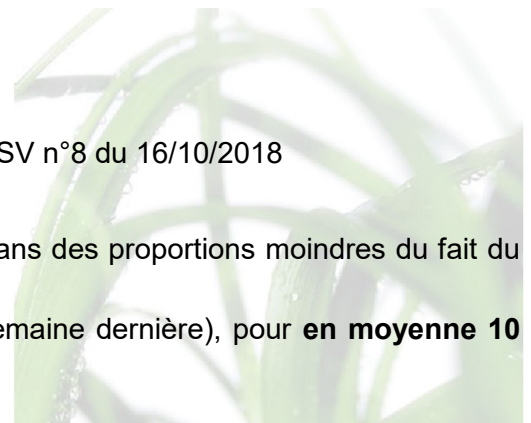 SV n°8 du 16/10/2018
ans des proportions moindres du fait du
emaine dernière), pour en moyenne 10